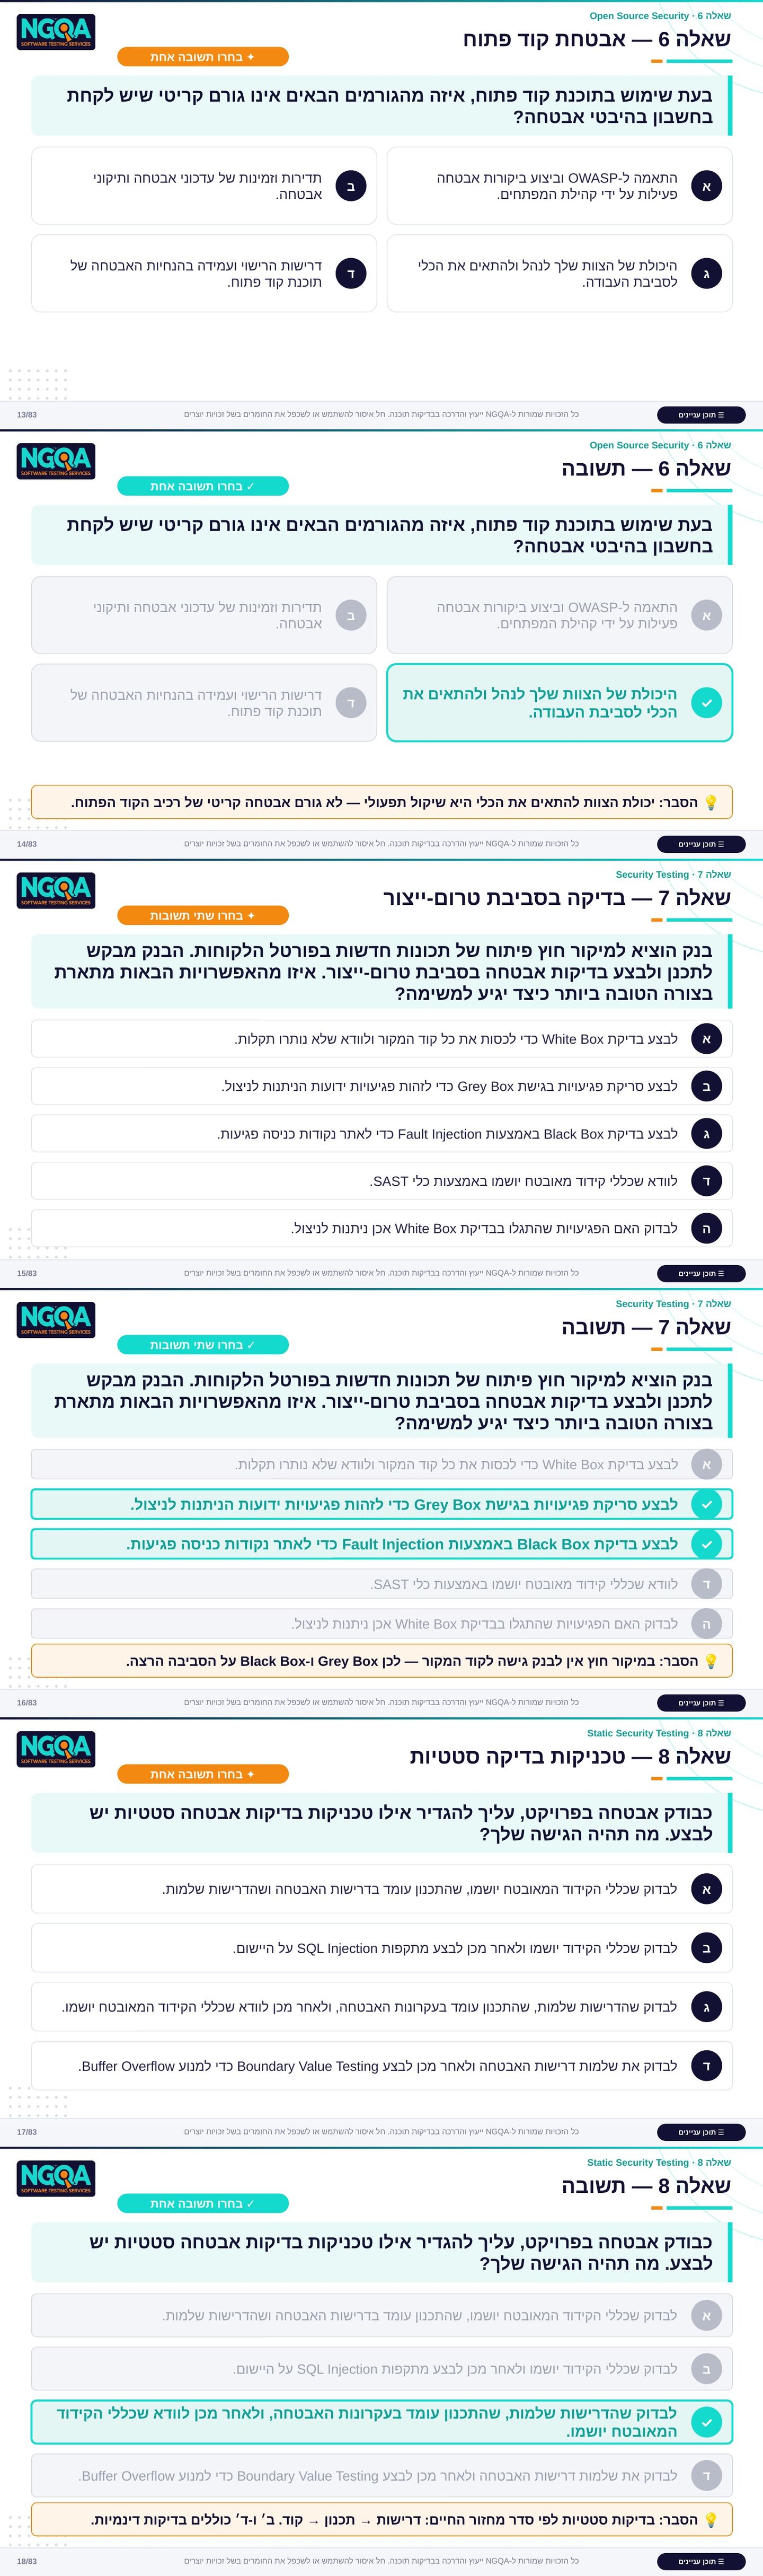 שאלה 6 · Open Source Security
שאלה 6 — אבטחת קוד פתוח
NGQA
SOFTWARE TESTING SERVICES
✦ בחרו תשובה אחת
בעת שימוש בתוכנת קוד פתוח, איזה מהגורמים הבאים אינו גורם קריטי שיש לקחת
בחשבון בהיבטי אבטחה?
א
התאמה ל-OWASP וביצוע ביקורות אבטחה
פעילות על ידי קהילת המפתחים.
ב
תדירות וזמינות של עדכוני אבטחה ותיקוני
אבטחה.
ג
היכולת של הצוות שלך לנהל ולהתאים את הכלי
לסביבת העבודה.
ד
דרישות הרישוי ועמידה בהנחיות האבטחה של
תוכנת קוד פתוח.
☰ תוכן עניינים
כל הזכויות שמורות ל-NGQA ייעוץ והדרכה בבדיקות תוכנה. חל איסור להשתמש או לשכפל את החומרים בשל זכויות יוצרים
13/83
שאלה 6 · Open Source Security
שאלה 6 — תשובה
NGQA
SOFTWARE TESTING SERVICES
✓ בחרו תשובה אחת
בעת שימוש בתוכנת קוד פתוח, איזה מהגורמים הבאים אינו גורם קריטי שיש לקחת
בחשבון בהיבטי אבטחה?
א
התאמה ל-OWASP וביצוע ביקורות אבטחה
פעילות על ידי קהילת המפתחים.
ב
תדירות וזמינות של עדכוני אבטחה ותיקוני
אבטחה.
✓
היכולת של הצוות שלך לנהל ולהתאים את
הכלי לסביבת העבודה.
ד
דרישות הרישוי ועמידה בהנחיות האבטחה של
תוכנת קוד פתוח.
💡 הסבר: יכולת הצוות להתאים את הכלי היא שיקול תפעולי — לא גורם אבטחה קריטי של רכיב הקוד הפתוח.
☰ תוכן עניינים
כל הזכויות שמורות ל-NGQA ייעוץ והדרכה בבדיקות תוכנה. חל איסור להשתמש או לשכפל את החומרים בשל זכויות יוצרים
14/83
שאלה 7 · Security Testing
שאלה 7 — בדיקה בסביבת טרום-ייצור
NGQA
SOFTWARE TESTING SERVICES
✦ בחרו שתי תשובות
בנק הוציא למיקור חוץ פיתוח של תכונות חדשות בפורטל הלקוחות. הבנק מבקש
לתכנן ולבצע בדיקות אבטחה בסביבת טרום-ייצור. איזו מהאפשרויות הבאות מתארת
בצורה הטובה ביותר כיצד יגיע למשימה?
א
לבצע בדיקת White Box כדי לכסות את כל קוד המקור ולוודא שלא נותרו תקלות.
ב
לבצע סריקת פגיעויות בגישת Grey Box כדי לזהות פגיעויות ידועות הניתנות לניצול.
ג
לבצע בדיקת Black Box באמצעות Fault Injection כדי לאתר נקודות כניסה פגיעות.
ד
לוודא שכללי קידוד מאובטח יושמו באמצעות כלי SAST.
ה
לבדוק האם הפגיעויות שהתגלו בבדיקת White Box אכן ניתנות לניצול.
☰ תוכן עניינים
כל הזכויות שמורות ל-NGQA ייעוץ והדרכה בבדיקות תוכנה. חל איסור להשתמש או לשכפל את החומרים בשל זכויות יוצרים
15/83
שאלה 7 · Security Testing
שאלה 7 — תשובה
NGQA
SOFTWARE TESTING SERVICES
✓ בחרו שתי תשובות
בנק הוציא למיקור חוץ פיתוח של תכונות חדשות בפורטל הלקוחות. הבנק מבקש
לתכנן ולבצע בדיקות אבטחה בסביבת טרום-ייצור. איזו מהאפשרויות הבאות מתארת
בצורה הטובה ביותר כיצד יגיע למשימה?
א
לבצע בדיקת White Box כדי לכסות את כל קוד המקור ולוודא שלא נותרו תקלות.
✓
לבצע סריקת פגיעויות בגישת Grey Box כדי לזהות פגיעויות ידועות הניתנות לניצול.
✓
לבצע בדיקת Black Box באמצעות Fault Injection כדי לאתר נקודות כניסה פגיעות.
ד
לוודא שכללי קידוד מאובטח יושמו באמצעות כלי SAST.
ה
לבדוק האם הפגיעויות שהתגלו בבדיקת White Box אכן ניתנות לניצול.
💡 הסבר: במיקור חוץ אין לבנק גישה לקוד המקור — לכן Grey Box ו-Black Box על הסביבה הרצה.
☰ תוכן עניינים
כל הזכויות שמורות ל-NGQA ייעוץ והדרכה בבדיקות תוכנה. חל איסור להשתמש או לשכפל את החומרים בשל זכויות יוצרים
16/83
שאלה 8 · Static Security Testing
שאלה 8 — טכניקות בדיקה סטטיות
NGQA
SOFTWARE TESTING SERVICES
✦ בחרו תשובה אחת
כבודק אבטחה בפרויקט, עליך להגדיר אילו טכניקות בדיקות אבטחה סטטיות יש
לבצע. מה תהיה הגישה שלך?
א
לבדוק שכללי הקידוד המאובטח יושמו, שהתכנון עומד בדרישות האבטחה ושהדרישות שלמות.
ב
לבדוק שכללי הקידוד יושמו ולאחר מכן לבצע מתקפות SQL Injection על היישום.
ג
לבדוק שהדרישות שלמות, שהתכנון עומד בעקרונות האבטחה, ולאחר מכן לוודא שכללי הקידוד המאובטח יושמו.
ד
לבדוק את שלמות דרישות האבטחה ולאחר מכן לבצע Boundary Value Testing כדי למנוע Buffer Overflow.
☰ תוכן עניינים
כל הזכויות שמורות ל-NGQA ייעוץ והדרכה בבדיקות תוכנה. חל איסור להשתמש או לשכפל את החומרים בשל זכויות יוצרים
17/83
שאלה 8 · Static Security Testing
שאלה 8 — תשובה
NGQA
SOFTWARE TESTING SERVICES
✓ בחרו תשובה אחת
כבודק אבטחה בפרויקט, עליך להגדיר אילו טכניקות בדיקות אבטחה סטטיות יש
לבצע. מה תהיה הגישה שלך?
א
לבדוק שכללי הקידוד המאובטח יושמו, שהתכנון עומד בדרישות האבטחה ושהדרישות שלמות.
ב
לבדוק שכללי הקידוד יושמו ולאחר מכן לבצע מתקפות SQL Injection על היישום.
✓
לבדוק שהדרישות שלמות, שהתכנון עומד בעקרונות האבטחה, ולאחר מכן לוודא שכללי הקידוד
המאובטח יושמו.
ד
לבדוק את שלמות דרישות האבטחה ולאחר מכן לבצע Boundary Value Testing כדי למנוע Buffer Overflow.
💡 הסבר: בדיקות סטטיות לפי סדר מחזור החיים: דרישות → תכנון → קוד. ב׳ ו-ד׳ כוללים בדיקות דינמיות.
☰ תוכן עניינים
כל הזכויות שמורות ל-NGQA ייעוץ והדרכה בבדיקות תוכנה. חל איסור להשתמש או לשכפל את החומרים בשל זכויות יוצרים
18/83